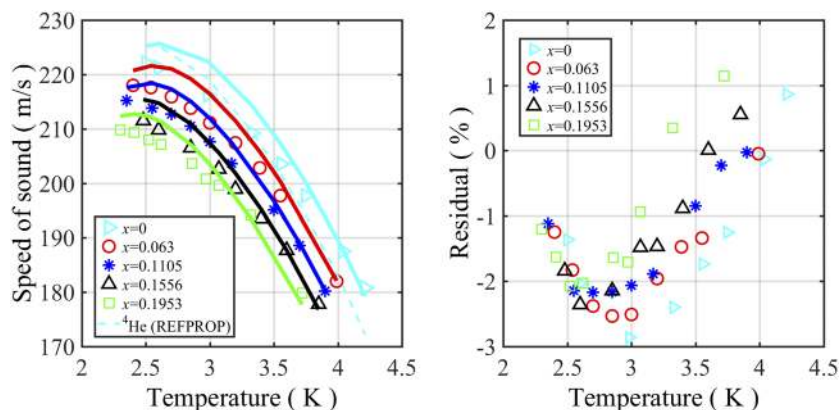 230
220
210
200
190
180
170
2
2.5
3
3.5
4
4.5
Speed of sound ( m/s )
Temperature ( K )
x=0
x=0.063
x=0.1105
x=0.1556
x=0.1953
⁴He (REFPROP)
2
1
0
-1
-2
-3
2
2.5
3
3.5
4
4.5
Residual ( % )
Temperature ( K )
x=0
x=0.063
x=0.1105
x=0.1556
x=0.1953